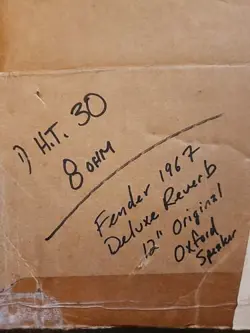 1) H.T. 30
8 OHM
Fender 1967
Deluxe Reverb
12" Original
Oxford
Speaker